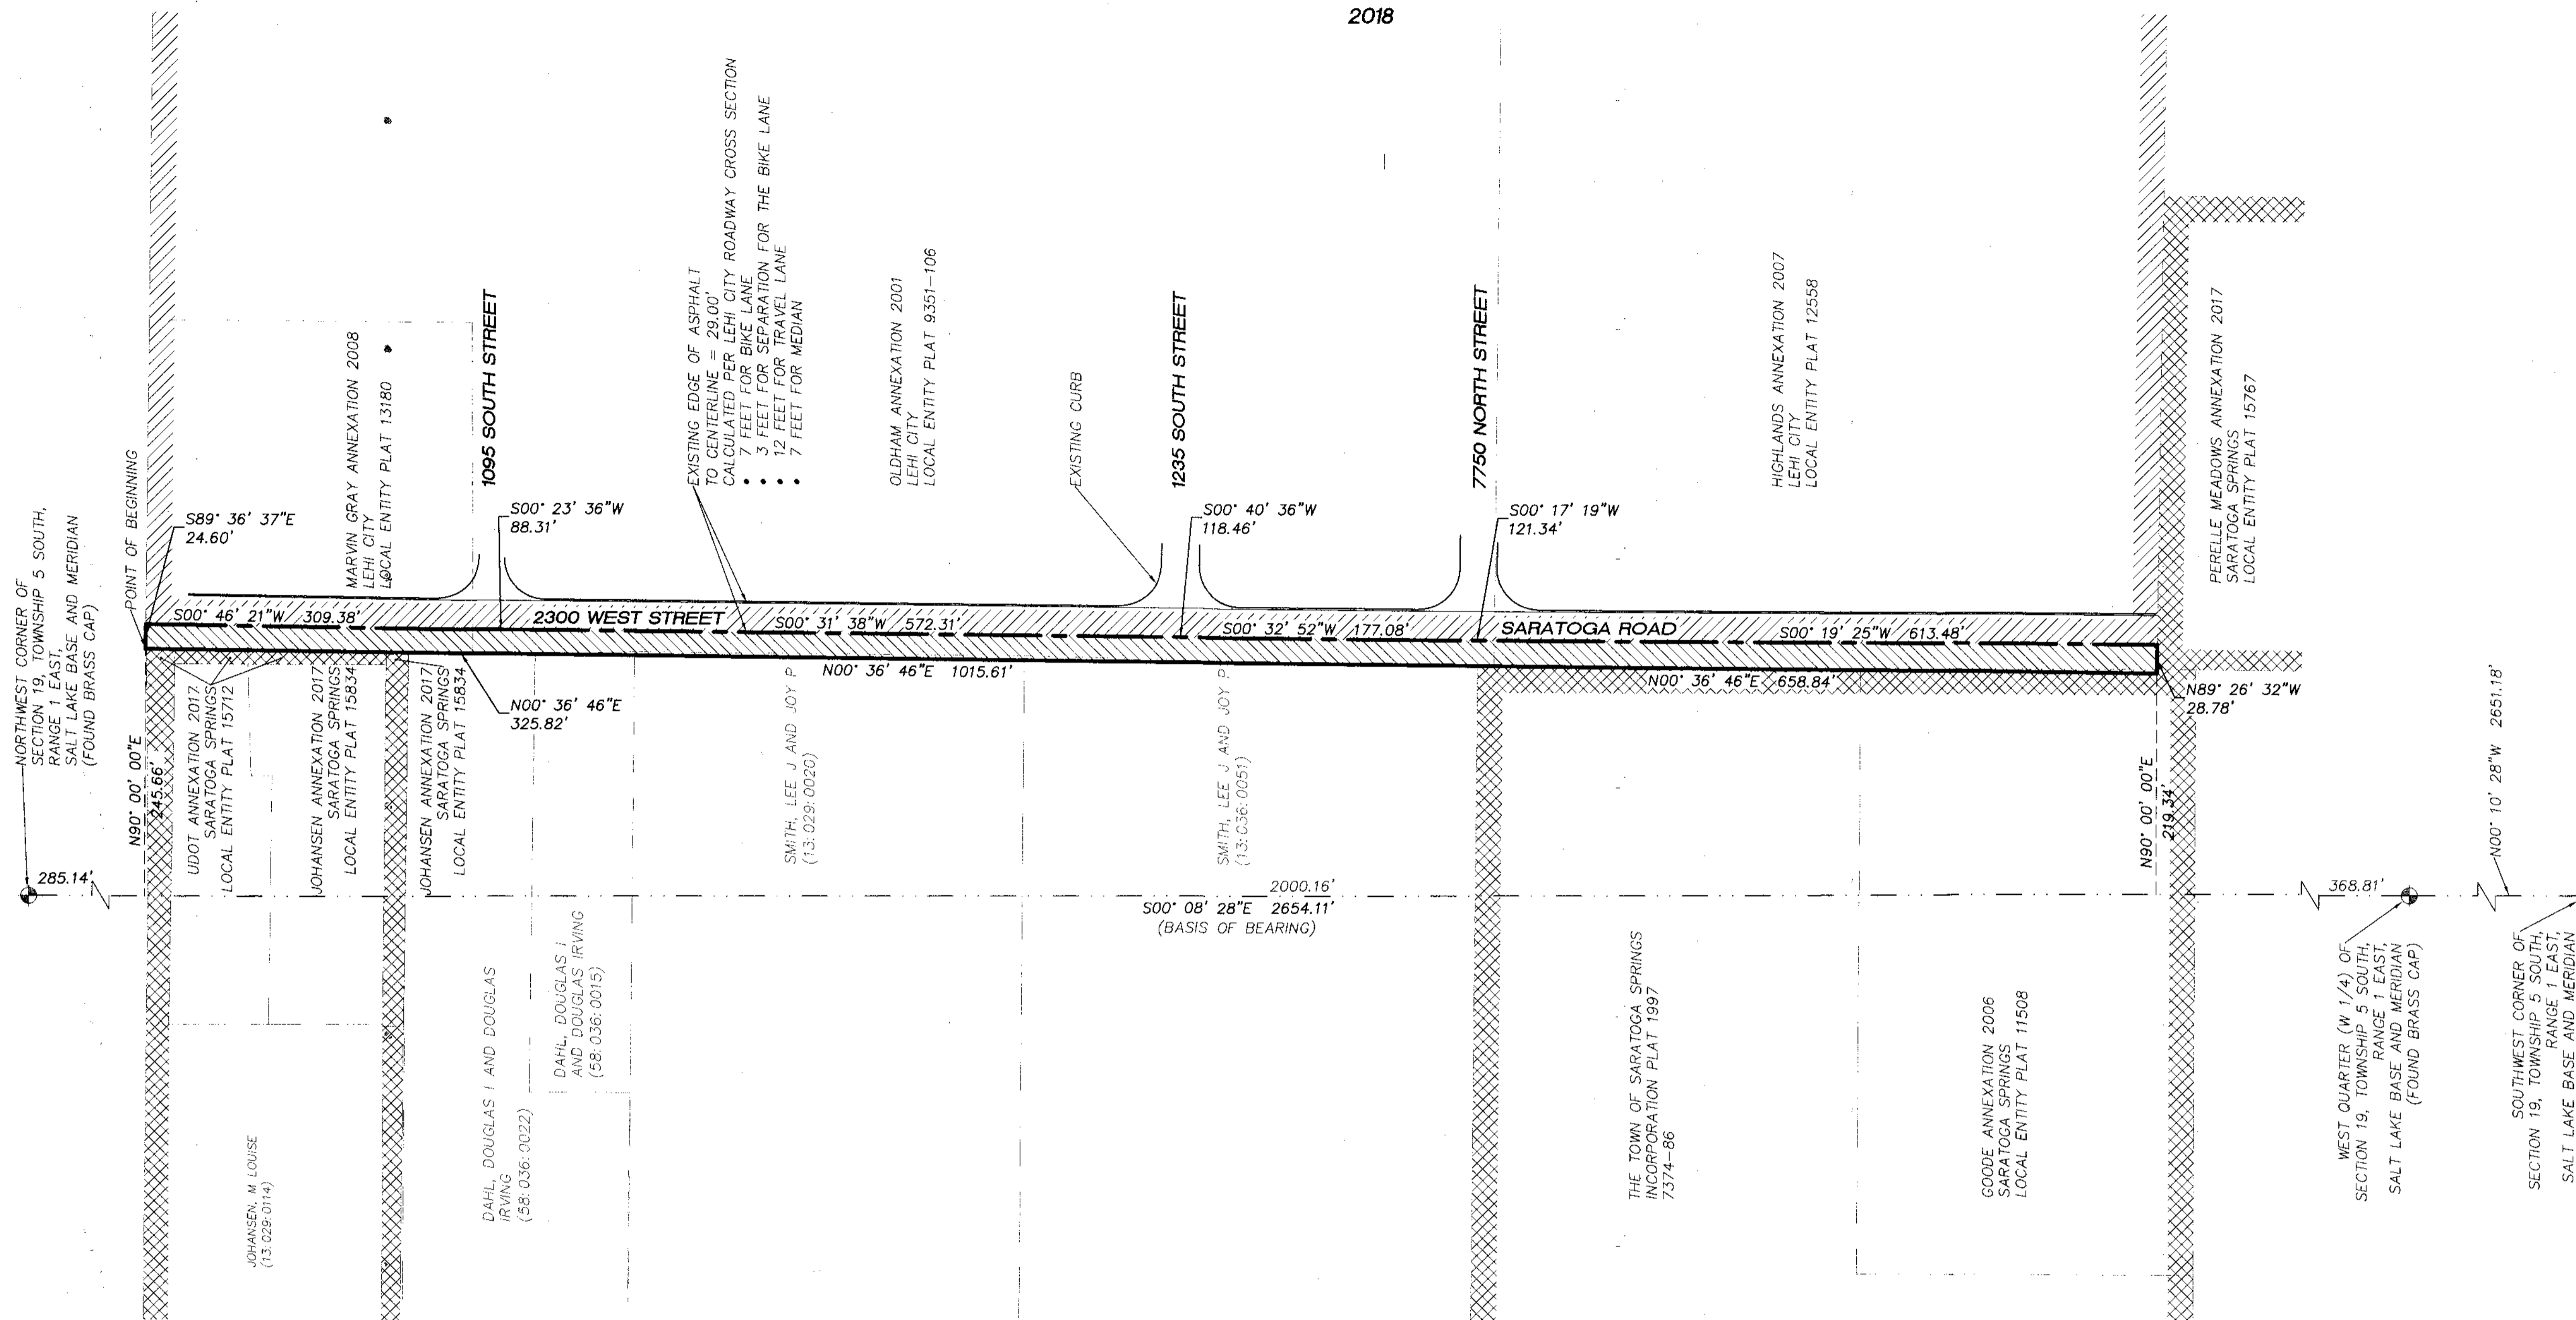 2018
NORTHWEST CORNER OF
SECTION 19, TOWNSHIP 5 SOUTH,
RANGE 1 EAST,
SALT LAKE BASE AND MERIDIAN
(FOUND BRASS CAP)
POINT OF BEGINNING
S89° 36' 37"E
24.60'
MARVIN GRAY ANNEXATION 2008
LEHI CITY
LOCAL ENTITY PLAT 13180
1095 SOUTH STREET
S00° 23' 36"W
88.31'
EXISTING EDGE OF ASPHALT
TO CENTERLINE = 29.00'
CALCULATED PER LEHI CITY ROADWAY CROSS SECTION
• 7 FEET FOR BIKE LANE
• 3 FEET FOR SEPARATION FOR THE BIKE LANE
• 12 FEET FOR TRAVEL LANE
• 7 FEET FOR MEDIAN
OLDHAM ANNEXATION 2001
LEHI CITY
LOCAL ENTITY PLAT 9351-106
EXISTING CURB
1235 SOUTH STREET
S00° 40' 36"W
118.46'
7750 NORTH STREET
S00° 17' 19"W
121.34'
HIGHLANDS ANNEXATION 2007
LEHI CITY
LOCAL ENTITY PLAT 12558
PERELLE MEADOWS ANNEXATION 2017
SARATOGA SPRINGS
LOCAL ENTITY PLAT 15767
S00° 46' 21"W 309.38'
2300 WEST STREET
S00° 31' 38"W 572.31'
S00° 32' 52"W 177.08'
SARATOGA ROAD
S00° 19' 25"W 613.48'
N00° 36' 46"E 1015.61'
N00° 36' 46"E 658.84'
N00° 36' 46"E
325.82'
N89° 26' 32"W
28.78'
N90° 00' 00"E
245.66'
UDOT ANNEXATION 2017
SARATOGA SPRINGS
LOCAL ENTITY PLAT 15712
JOHANSEN ANNEXATION 2017
SARATOGA SPRINGS
LOCAL ENTITY PLAT 15834
JOHANSEN ANNEXATION 2017
SARATOGA SPRINGS
LOCAL ENTITY PLAT 15834
SMITH, LEE J AND JOY P
(13:029:0020)
SMITH, LEE J AND JOY P
(13:036:0051)
N90° 00' 00"E
219.34'
N00° 10' 28"W 2651.18'
285.14'
2000.16'
S00° 08' 28"E 2654.11'
(BASIS OF BEARING)
368.81'
JOHANSEN, M LOUISE
(13:029:0114)
DAHL, DOUGLAS I AND DOUGLAS
IRVING
(58:036:0022)
DAHL, DOUGLAS I
AND DOUGLAS IRVING
(58:036:0015)
THE TOWN OF SARATOGA SPRINGS
INCORPORATION PLAT 1997
7374-86
GOODE ANNEXATION 2006
SARATOGA SPRINGS
LOCAL ENTITY PLAT 11508
WEST QUARTER (W 1/4) OF
SECTION 19, TOWNSHIP 5 SOUTH,
RANGE 1 EAST,
SALT LAKE BASE AND MERIDIAN
(FOUND BRASS CAP)
SOUTHWEST CORNER OF
SECTION 19, TOWNSHIP 5 SOUTH,
RANGE 1 EAST,
SALT LAKE BASE AND MERIDIAN